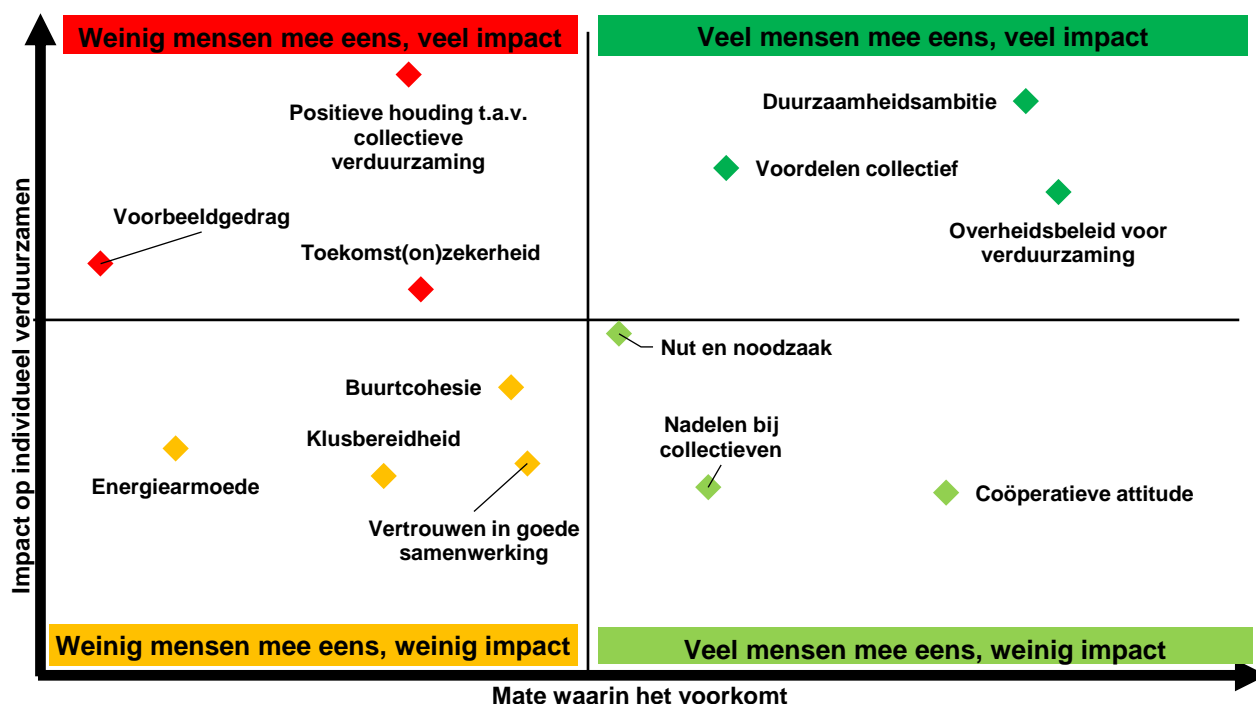 Weinig mensen mee eens, veel impact
Veel mensen mee eens, veel impact
Positieve houding t.a.v.
collectieve
verduurzaming
Duurzaamheidsambitie
Voordelen collectief
Voorbeeldgedrag
Overheidsbeleid voor
verduurzaming
Toekomst(on)zekerheid
Impact op individueel verduurzamen
Nut en noodzaak
Buurtcohesie
Klusbereidheid
Nadelen bij
collectieven
Energiearmoede
Coöperatieve attitude
Vertrouwen in goede
samenwerking
Weinig mensen mee eens, weinig impact
Veel mensen mee eens, weinig impact
Mate waarin het voorkomt